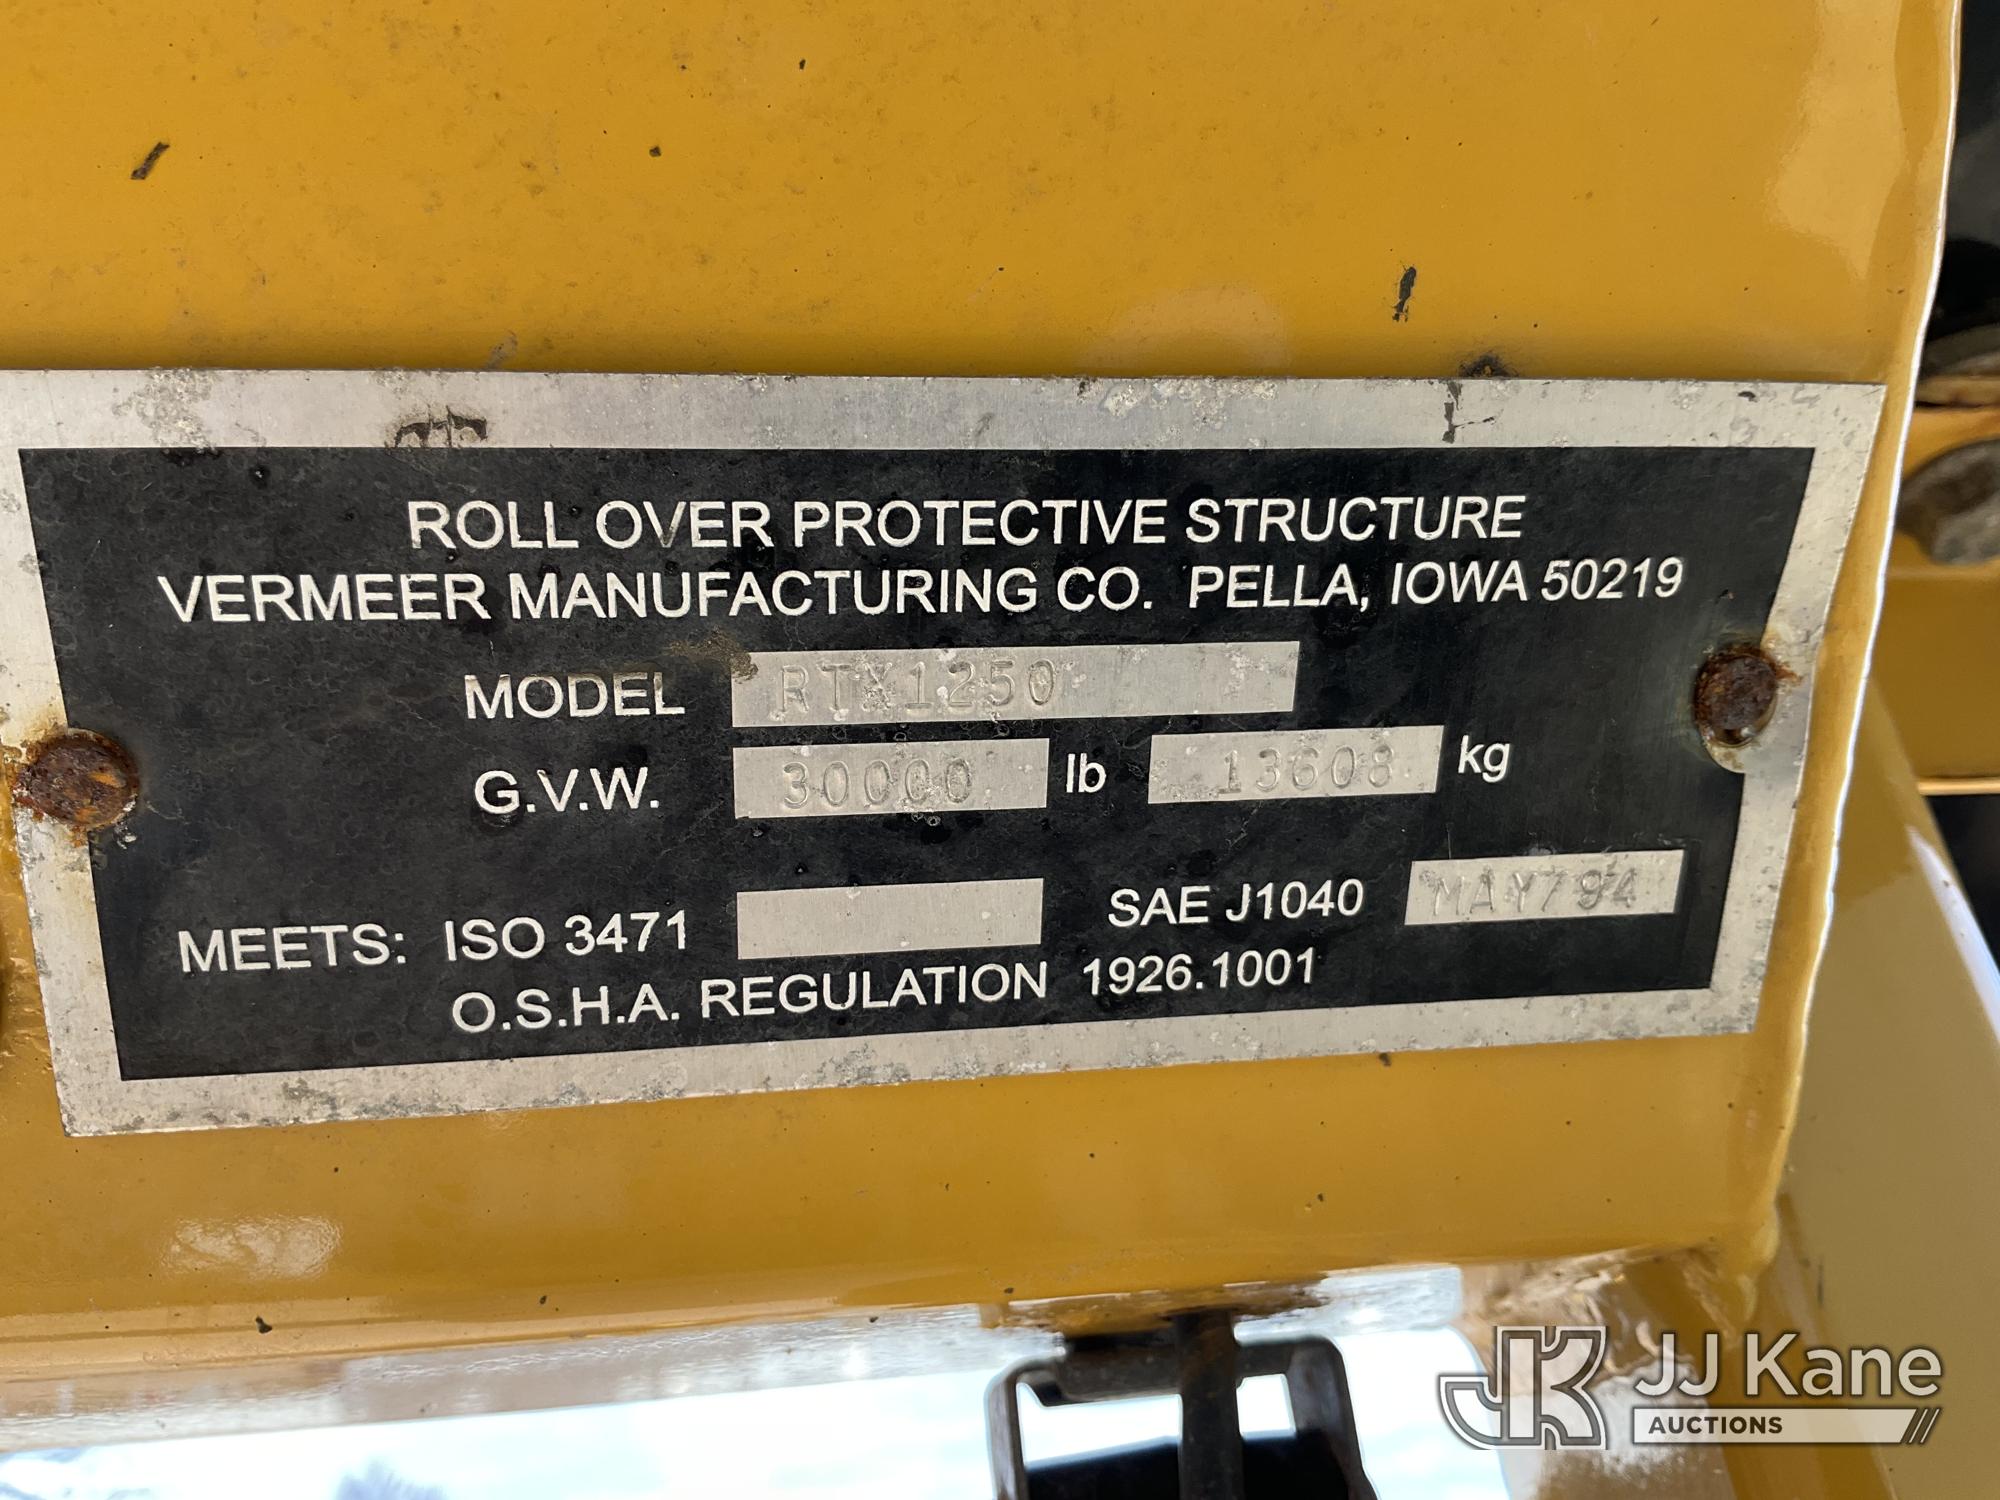 ROLL OVER PROTECTIVE STRUCTURE
VERMEER MANUFACTURING CO. PELLA, IOWA 50219
MODEL RTX1250
G.V.W. 30000 lb 13608 kg
MEETS: ISO 3471 SAE J1040 MAY794
O.S.H.A. REGULATION 1926.1001
JK JJ Kane
AUCTIONS